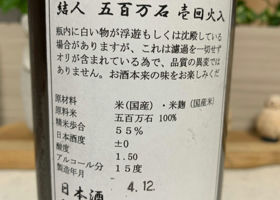 結人 五百万石 壱回火入
瓶内に白い物が浮遊もしくは沈殿している
場合がありますが、これは濾過を一切せず
オリが含まれている為で、品質の異変では
ありません。お酒本来の味をお楽しみくだ
原材料 米(国産)・米麹(国産米)
原料米 五百万石 100%
精米歩合 55%
日本酒度 ±0
酸度 1.50
アルコール分 15度
製造年月 4.12.
日本酒